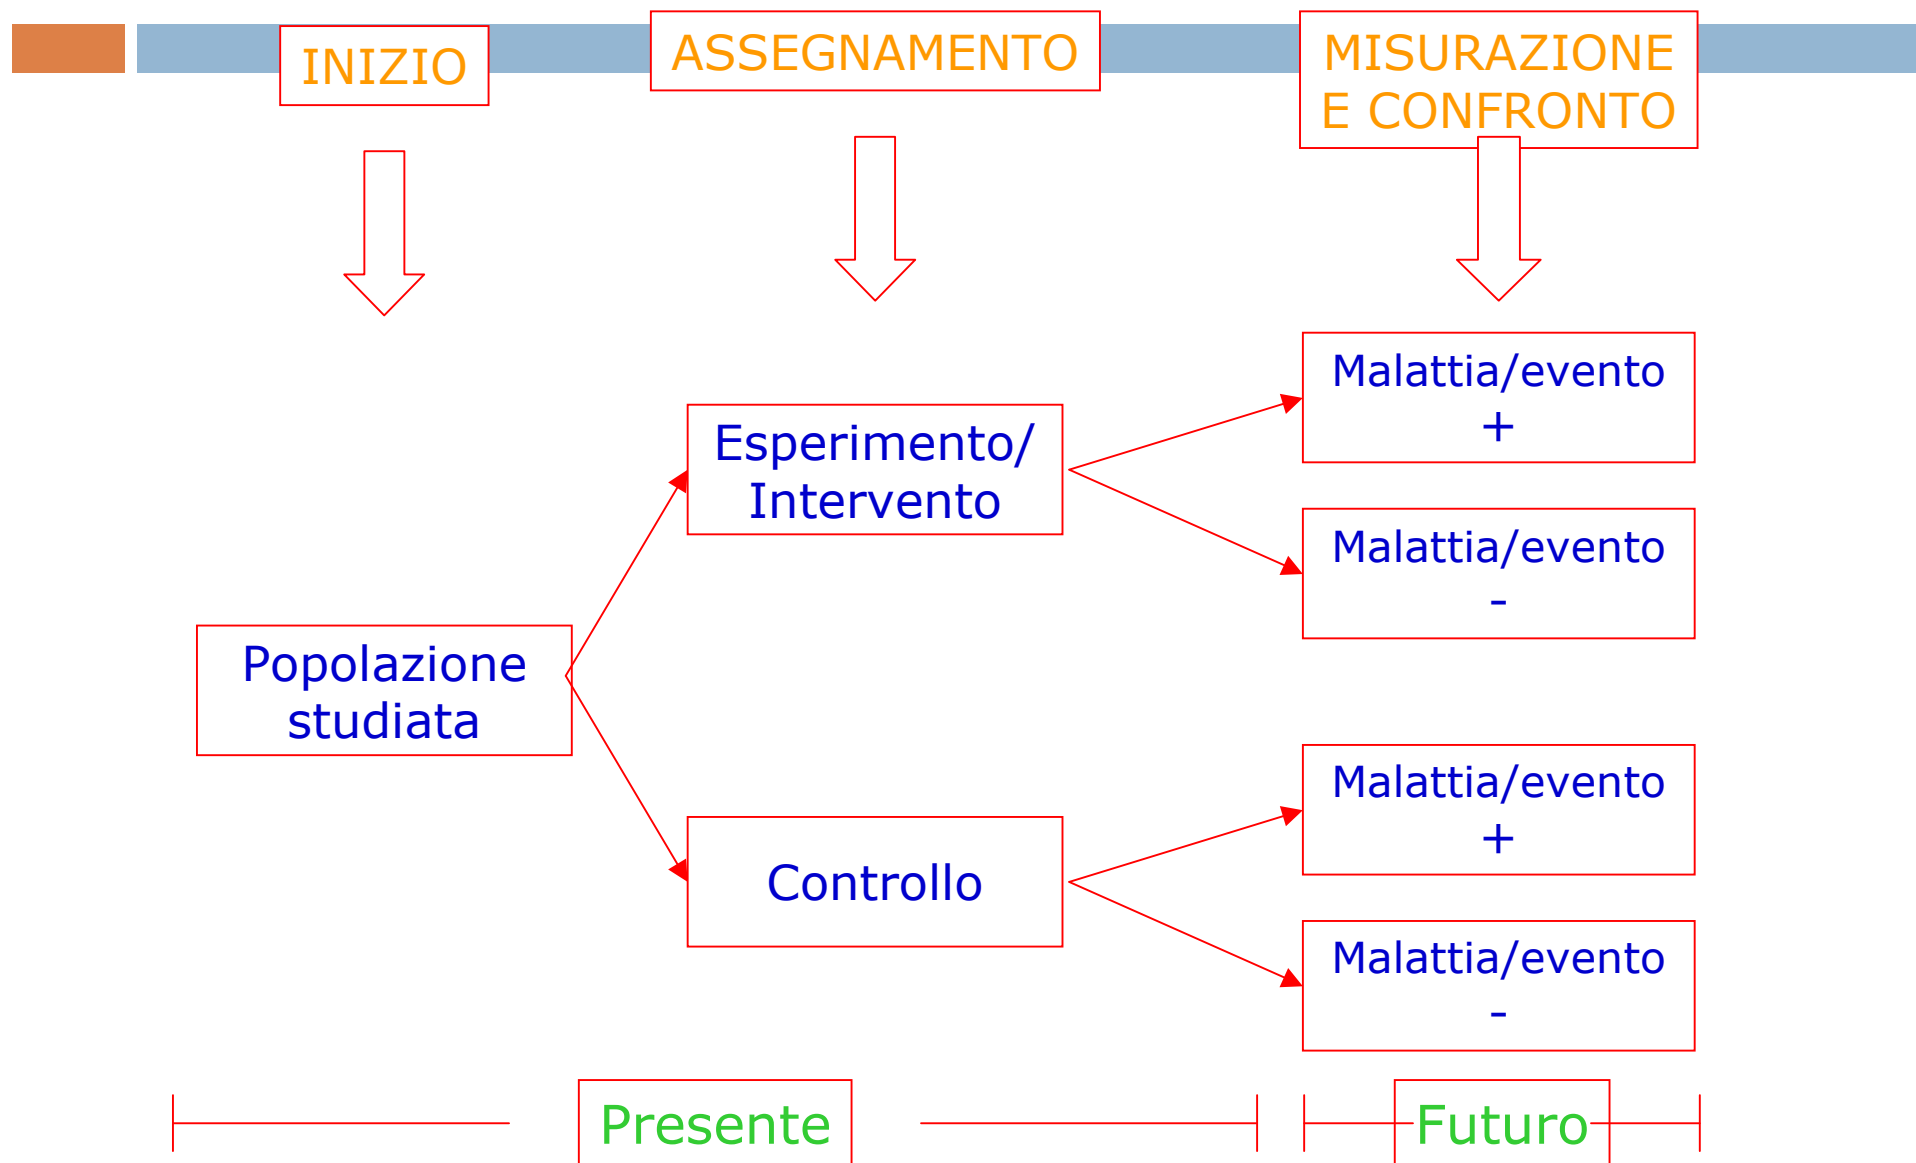 INIZIO
ASSEGNAMENTO
MISURAZIONE
E CONFRONTO
Malattia/evento
+
Esperimento/
Intervento
Malattia/evento
-
Popolazione
studiata
Malattia/evento
+
Controllo
Malattia/evento
-
Presente
Futuro